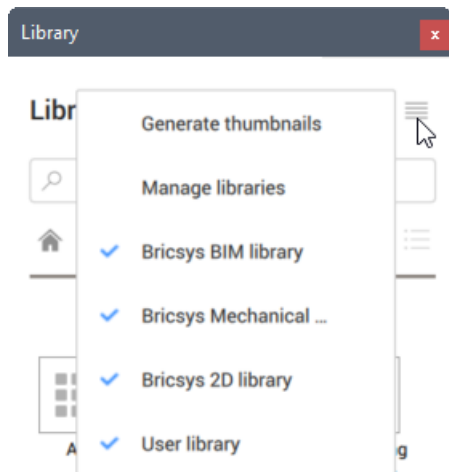 Library
x
Libr
Generate thumbnails
Manage libraries
Bricsys BIM library
Bricsys Mechanical ...
Bricsys 2D library
User library
A
g